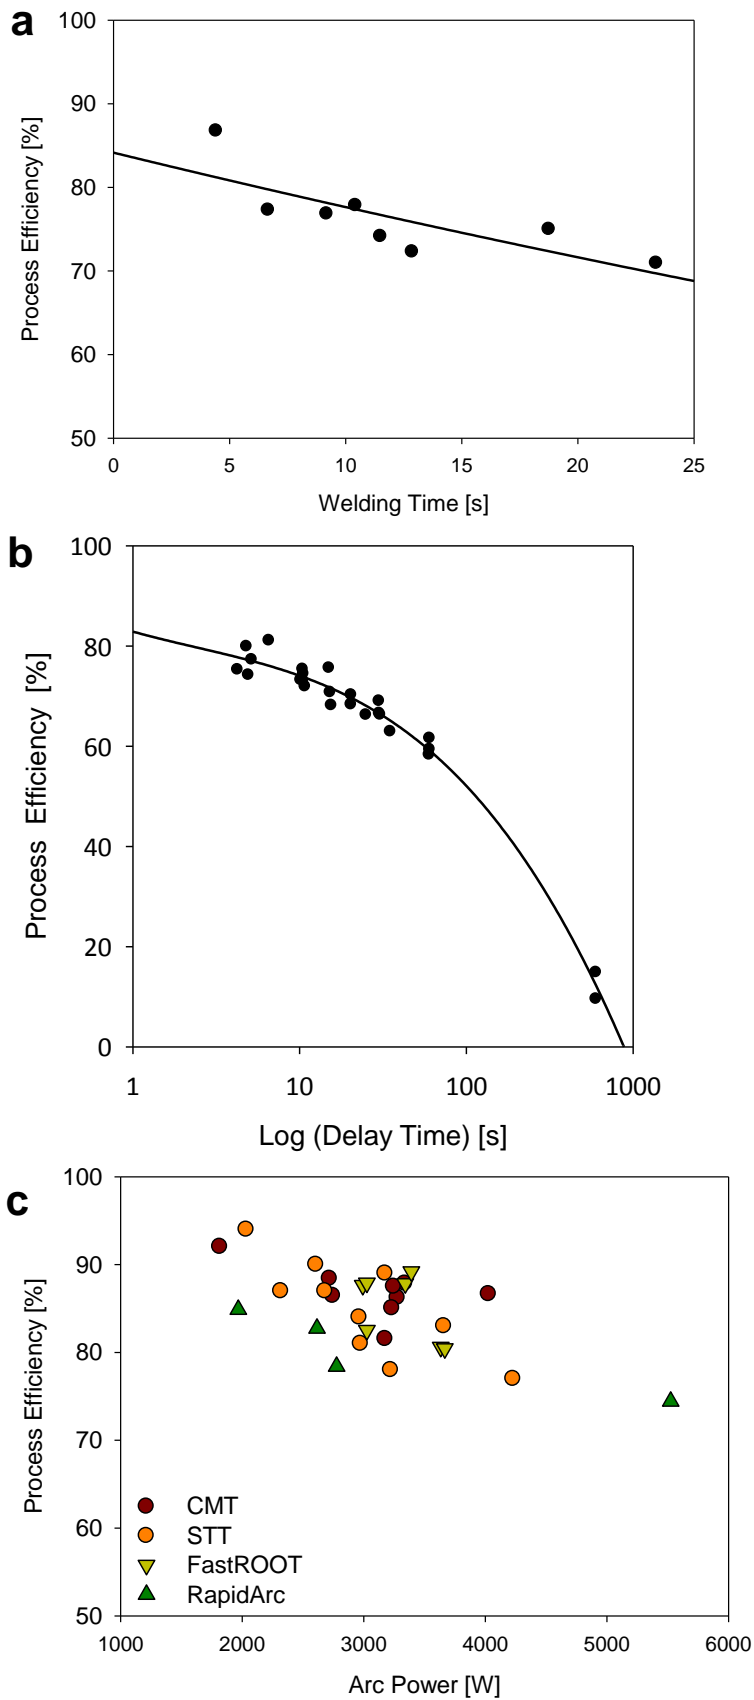 a
100
90
80
70
60
50
Process Efficiency [%]
0 5 10 15 20 25
Welding Time [s]
b
100
80
60
40
20
0
Process Efficiency [%]
1 10 100 1000
Log (Delay Time) [s]
c
100
90
80
70
60
50
Process Efficiency [%]
CMT
STT
FastROOT
RapidArc
1000 2000 3000 4000 5000 6000
Arc Power [W]